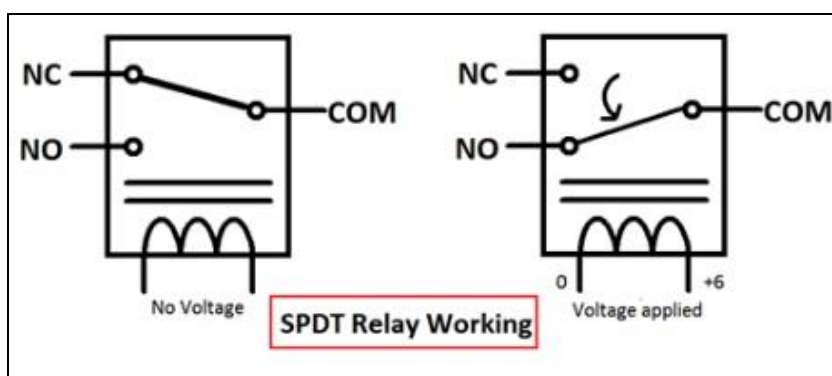 NC
NO
COM
No Voltage
NC
NO
COM
0
+6
Voltage applied
SPDT Relay Working